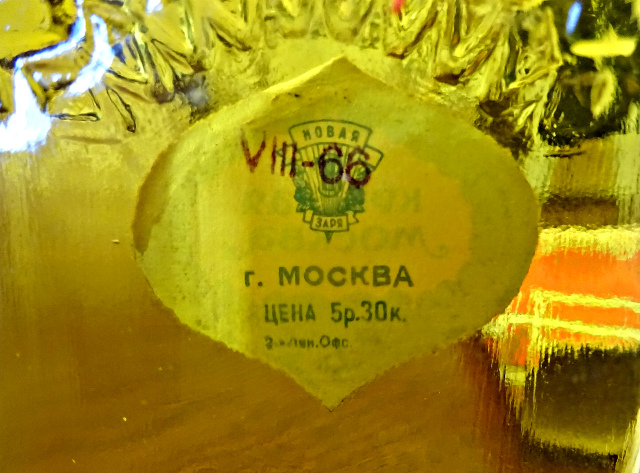 НОВАЯ
VIII-66
ЗАРЯ
г. МОСКВА
ЦЕНА 5р.30к.